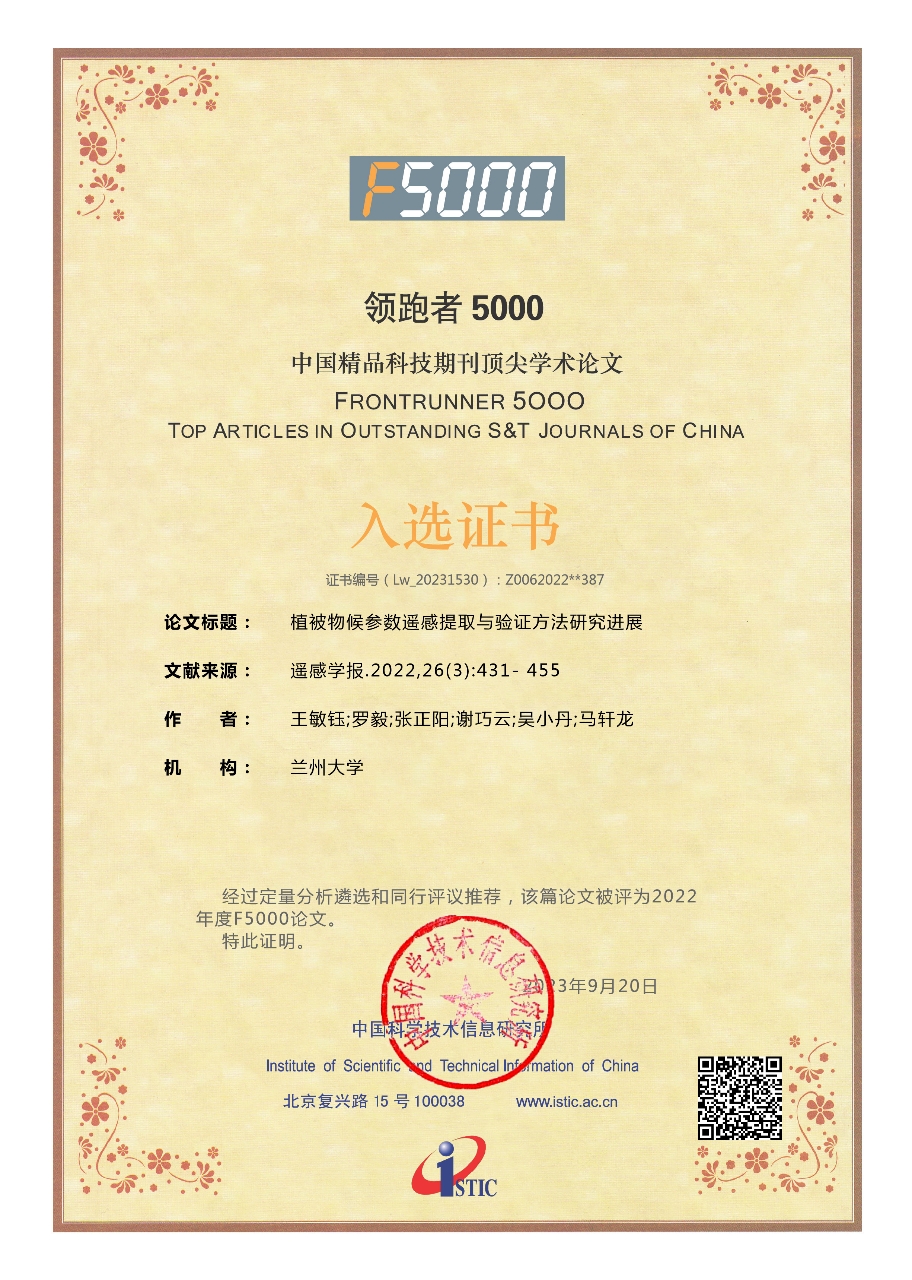 F5000
领跑者 5000
中国精品科技期刊顶尖学术论文
FRONTRUNNER 5000
TOP ARTICLES IN OUTSTANDING S&T JOURNALS OF CHINA
入选证书
证书编号（Lw_20231530）：Z0062022**387
论文标题： 植被物候参数遥感提取与验证方法研究进展
文献来源： 遥感学报.2022,26(3):431- 455
作 者： 王敏钰;罗毅;张正阳;谢巧云;吴小丹;马轩龙
机 构： 兰州大学
经过定量分析遴选和同行评议推荐，该篇论文被评为2022
年度F5000论文。
特此证明。
2023年9月20日
中国科学技术信息研究所
中国科学技术信息研究所
Institute of Scientific and Technical Information of China
北京复兴路 15 号 100038 www.istic.ac.cn
iSTIC